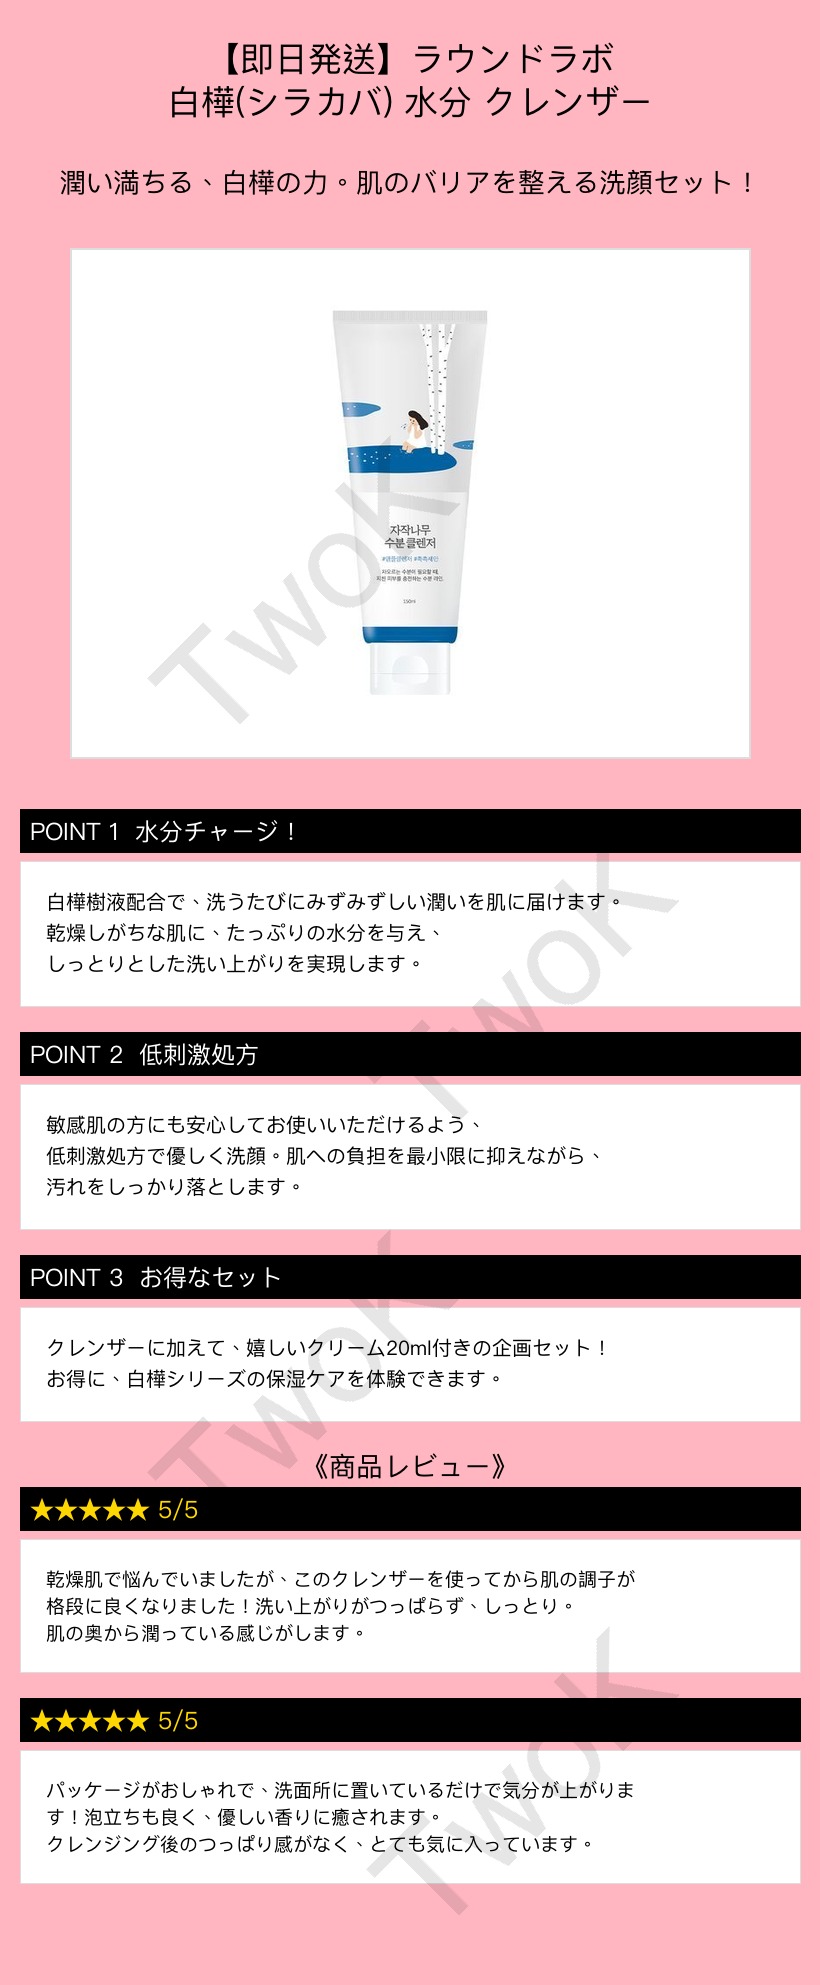 【即日発送】ラウンドラボ
白樺(シラカバ) 水分 クレンザー
潤い満ちる、白樺の力。肌のバリアを整える洗顔セット！
자작나무
수분 클렌저
150ml
TwoK
POINT 1 水分チャージ！
白樺樹液配合で、洗うたびにみずみずしい潤いを肌に届けます。
乾燥しがちな肌に、たっぷりの水分を与え、
しっとりとした洗い上がりを実現します。
TwoK
POINT 2 低刺激処方
敏感肌の方にも安心してお使いいただけるよう、
低刺激処方で優しく洗顔。肌への負担を最小限に抑えながら、
汚れをしっかり落とします。
POINT 3 お得なセット
クレンザーに加えて、嬉しいクリーム20ml付きの企画セット！
お得に、白樺シリーズの保湿ケアを体験できます。
TwoK
《商品レビュー》
★★★★★ 5/5
乾燥肌で悩んでいましたが、このクレンザーを使ってから肌の調子が
格段に良くなりました！洗い上がりがつっぱらず、しっとり。
肌の奥から潤っている感じがします。
★★★★★ 5/5
パッケージがおしゃれで、洗面所に置いているだけで気分が上がりま
す！泡立ちも良く、優しい香りに癒されます。
クレンジング後のつっぱり感がなく、とても気に入っています。
TwoK